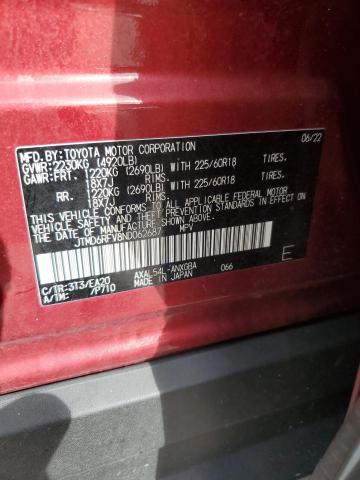 MFD.BY:TOYOTA MOTOR CORPORATION 06/22
GVWR:2230KG (4920LB)
GAWR:FRT. 1220KG (2690LB) WITH 225/60R18 TIRES.
18X7J RIMS.
RR. 1220KG (2690LB) WITH 225/60R18 TIRES.
18X7J RIMS.
THIS VEHICLE CONFORMS TO ALL APPLICABLE FEDERAL MOTOR
VEHICLE SAFETY STANDARDS IN EFFECT ON THE DATE OF
MANUFACTURE SHOWN ABOVE.
JTMD6RFV8ND062687 MPV
E
C/TR:3T3/EA20 AXAL54L-ANXGBA 066
A/TM: /P710 MADE IN JAPAN